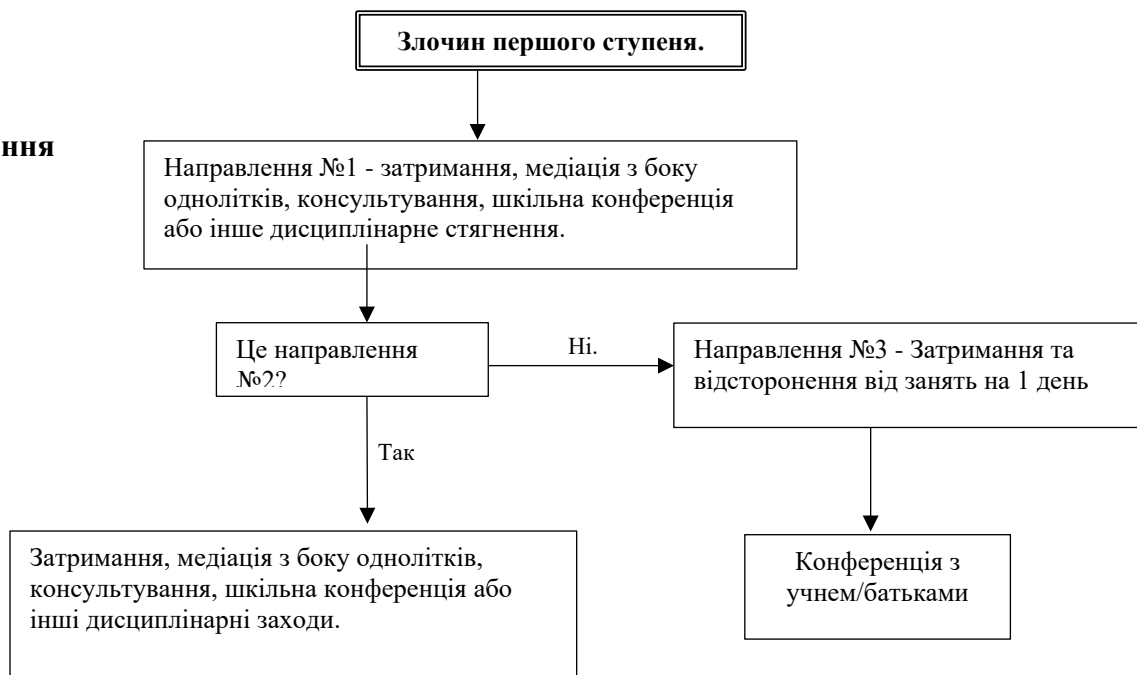 Злочин першого ступеня.
ння
Направлення №1 - затримання, медіація з боку
однолітків, консультування, шкільна конференція
або інше дисциплінарне стягнення.
Це направлення
№2?
Ні.
Направлення №3 - Затримання та
відсторонення від занять на 1 день
Так
Затримання, медіація з боку однолітків,
консультування, шкільна конференція або
інші дисциплінарні заходи.
Конференція з
учнем/батьками